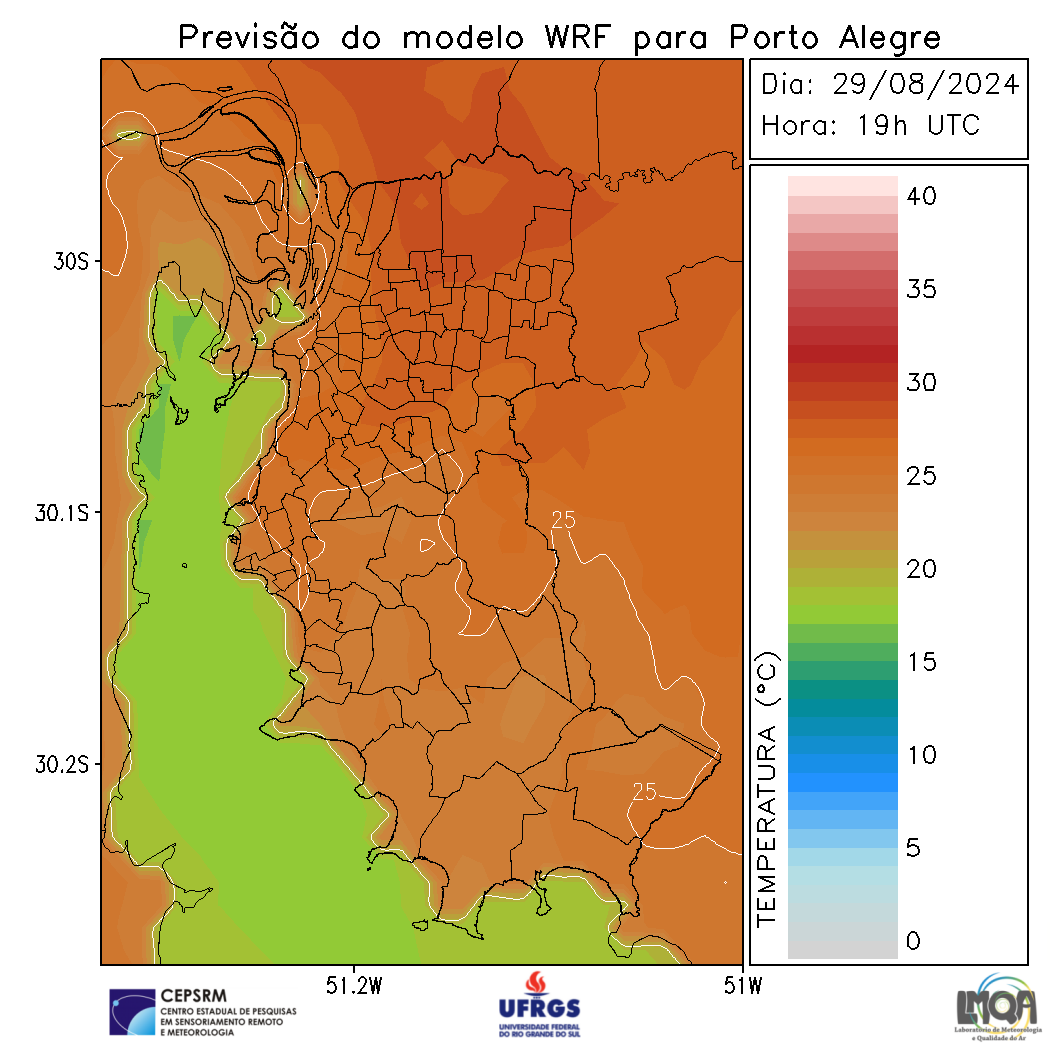 Previsão do modelo WRF para Porto Alegre
Dia: 29/08/2024
Hora: 19h UTC
40
35
30
25
20
15
10
5
0
TEMPERATURA (°C)
30S
30.1S
30.2S
25
25
51.2W
51W
CEPSRM
CENTRO ESTADUAL DE PESQUISAS
EM SENSORIAMENTO REMOTO
E METEOROLOGIA
UFRGS
UNIVERSIDADE FEDERAL
DO RIO GRANDE DO SUL
LMQA
Laboratório de Meteorologia
e Qualidade do Ar